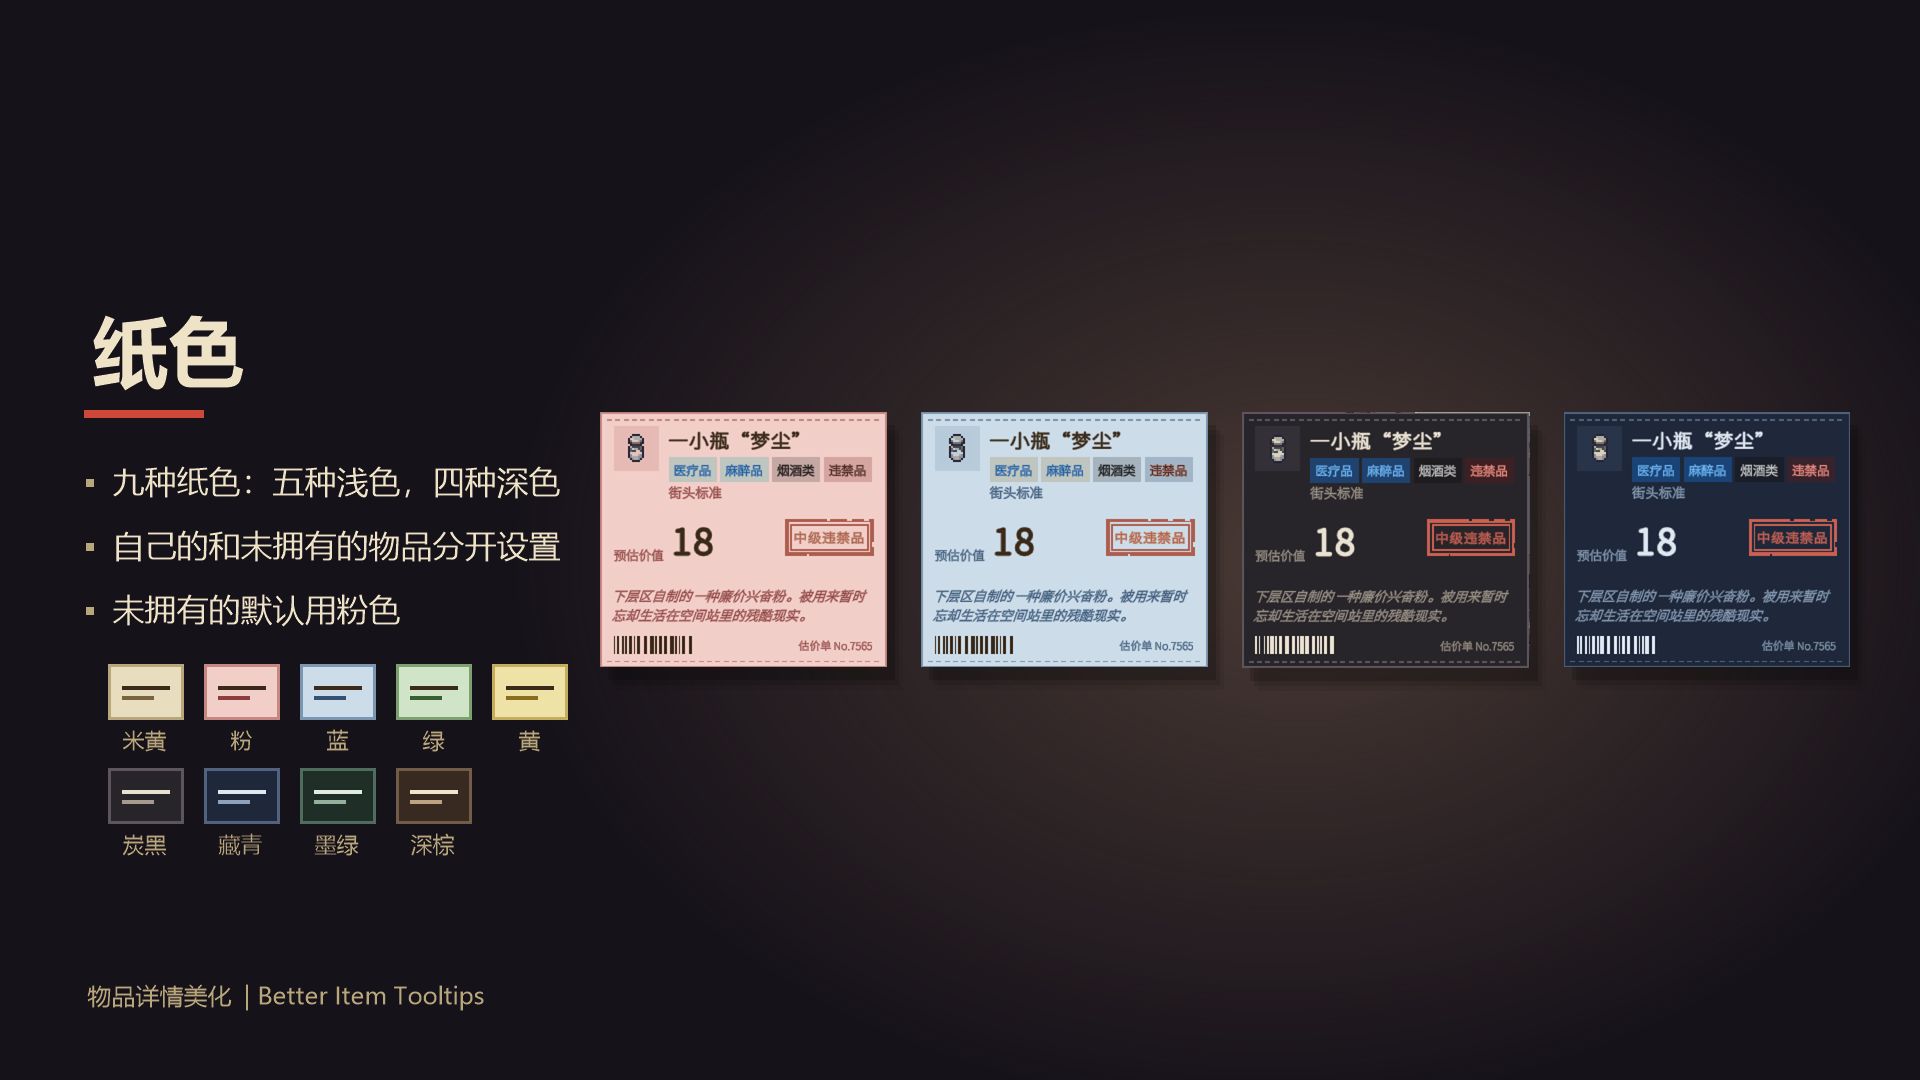 纸色
九种纸色：五种浅色，四种深色
自己的和未拥有的物品分开设置
未拥有的默认用粉色
米黄
粉
蓝
绿
黄
炭黑
藏青
墨绿
深棕
物品详情美化 | Better Item Tooltips
一小瓶“梦尘”
医疗品 麻醉品 烟酒类 违禁品
街头标准
预估价值 18
中级违禁品
下层区自制的一种廉价兴奋粉。被用来暂时
忘却生活在空间站里的残酷现实。
估价单 No.7565
一小瓶“梦尘”
医疗品 麻醉品 烟酒类 违禁品
街头标准
预估价值 18
中级违禁品
下层区自制的一种廉价兴奋粉。被用来暂时
忘却生活在空间站里的残酷现实。
估价单 No.7565
一小瓶“梦尘”
医疗品 麻醉品 烟酒类 违禁品
街头标准
预估价值 18
中级违禁品
下层区自制的一种廉价兴奋粉。被用来暂时
忘却生活在空间站里的残酷现实。
估价单 No.7565
一小瓶“梦尘”
医疗品 麻醉品 烟酒类 违禁品
街头标准
预估价值 18
中级违禁品
下层区自制的一种廉价兴奋粉。被用来暂时
忘却生活在空间站里的残酷现实。
估价单 No.7565